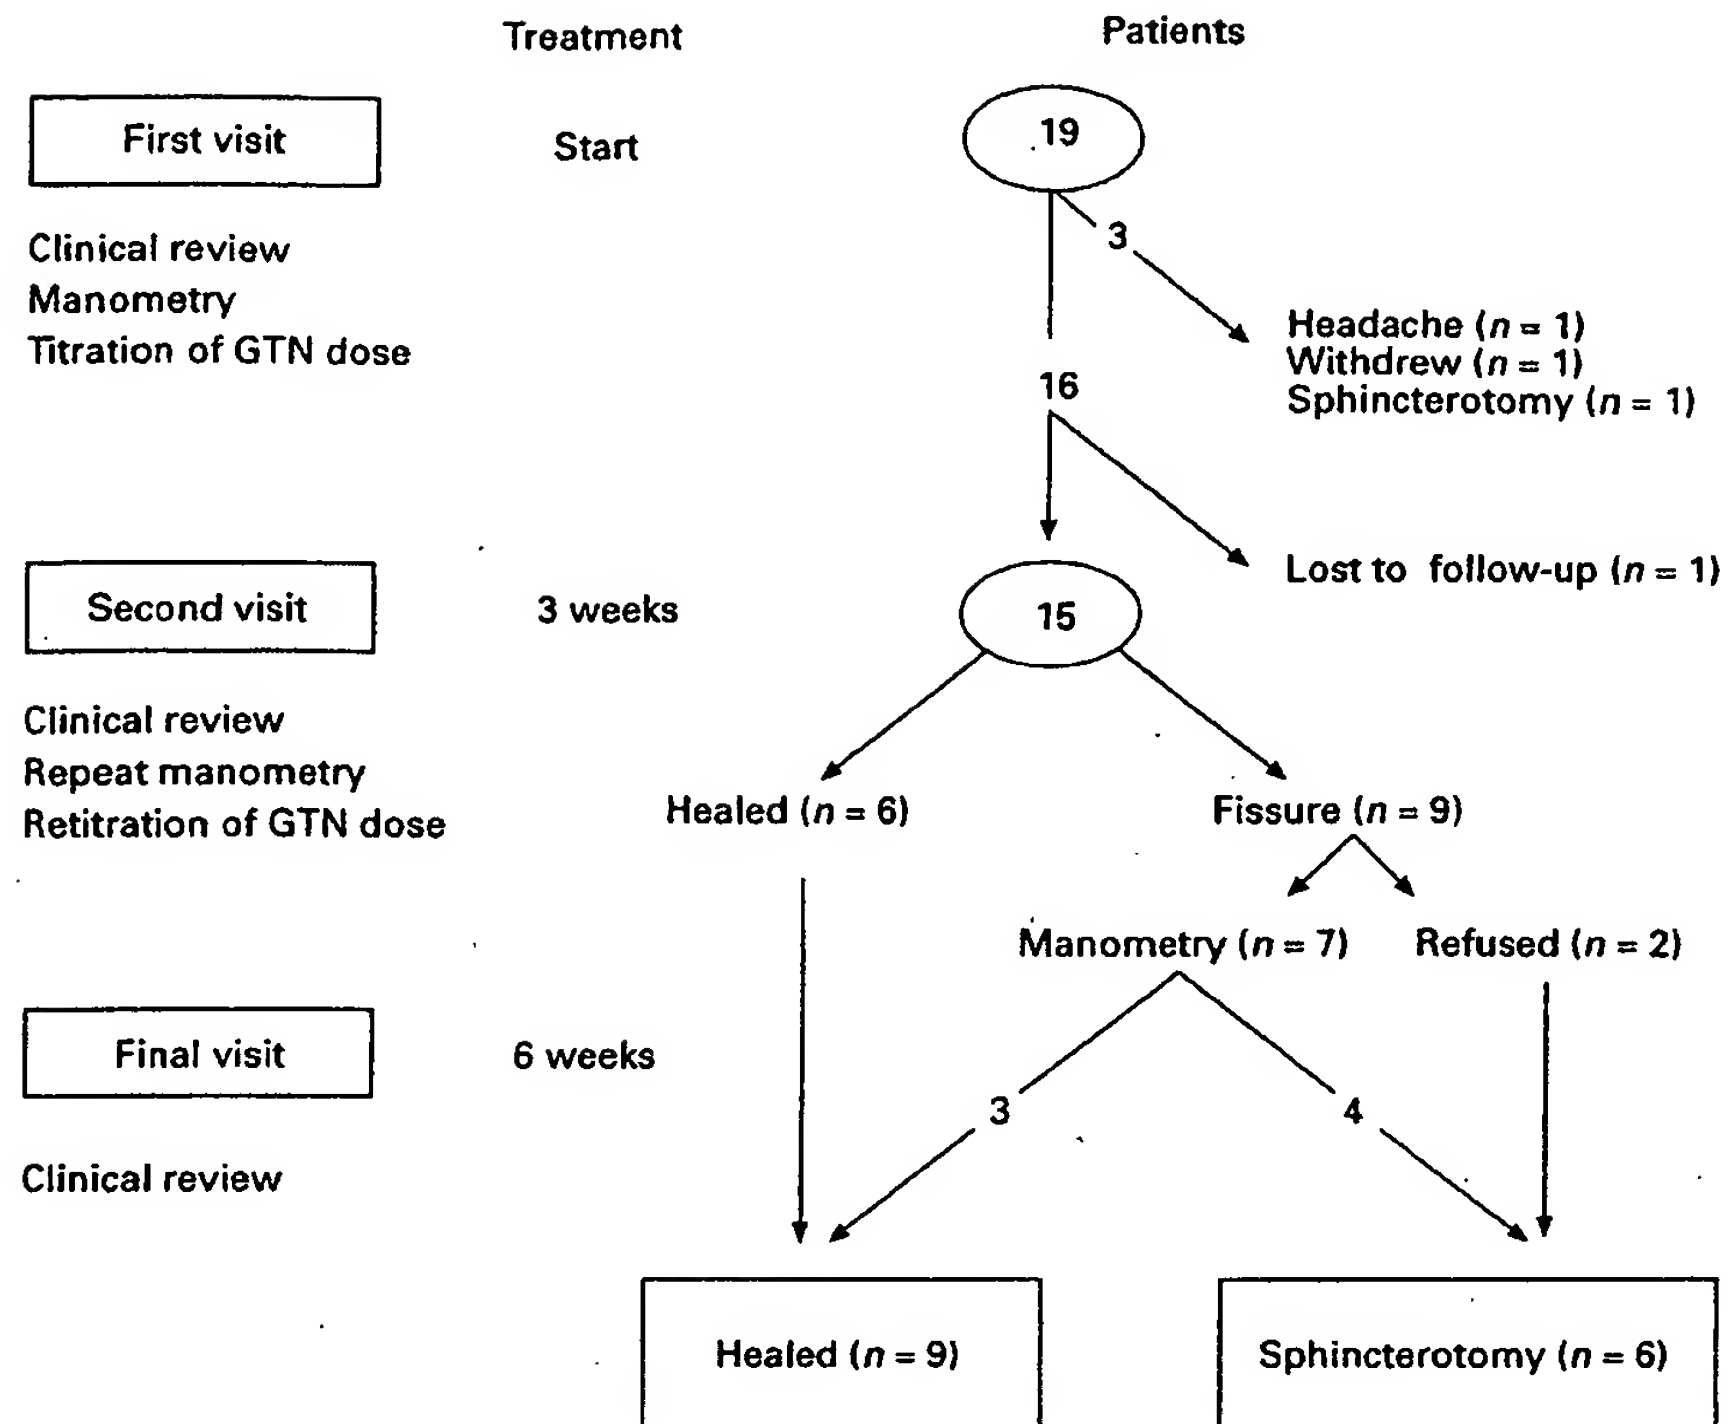 Treatment Patients
First visit Start 19
Clinical review
Manometry
Titration of GTN dose
3
Headache (n = 1)
Withdrew (n = 1)
Sphincterotomy (n = 1)
16
Lost to follow-up (n = 1)
Second visit 3 weeks 15
Clinical review
Repeat manometry
Retitration of GTN dose
Healed (n = 6) Fissure (n = 9)
Manometry (n = 7) Refused (n = 2)
Final visit 6 weeks
3 4
Clinical review
Healed (n = 9) Sphincterotomy (n = 6)